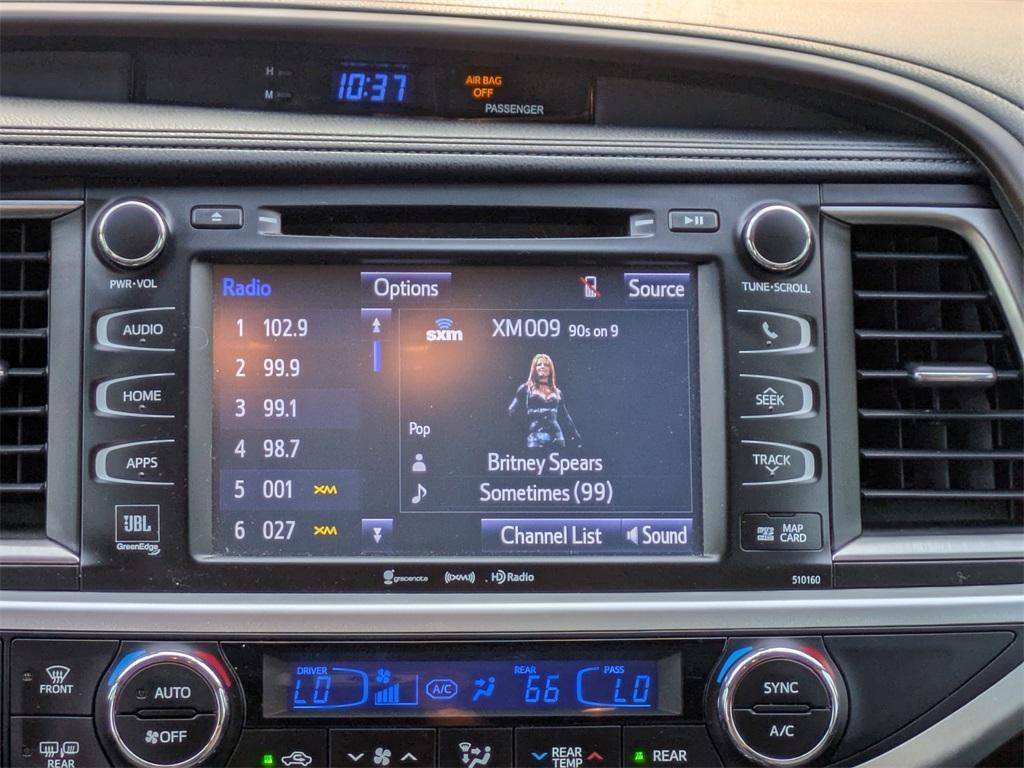 H
M
10:37
AIR BAG
OFF
PASSENGER
PWR•VOL
TUNE•SCROLL
AUDIO
HOME
APPS
JBL
GreenEdge
Radio
Options
Source
1 102.9
2 99.9
3 99.1
4 98.7
5 001 XM
6 027 XM
sxm
XM009 90s on 9
Pop
Britney Spears
Sometimes (99)
Channel List
Sound
SEEK
TRACK
MAP
CARD
gracenote
((XM))
HD Radio
510160
FRONT
REAR
AUTO
OFF
DRIVER
LO
A/C
REAR
66
PASS
LO
SYNC
A/C
REAR
TEMP
REAR